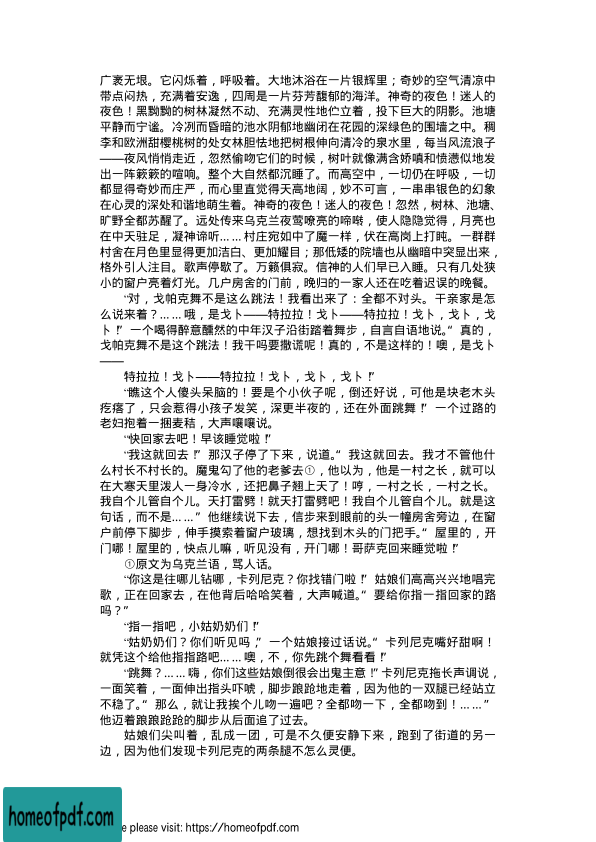 广袤无垠。它闪烁着，呼吸着。大地沐浴在一片银辉里；奇妙的空气清凉中
带点闷热，充满着安逸，四周是一片芬芳馥郁的海洋。神奇的夜色！迷人的夜
色！黑黝黝的树林凝然不动、充满灵性地伫立着，投下巨大的阴影。池塘
平静而宁谧。冷冽而昏暗的池水阴郁地幽闭在花园的深绿色的围墙之中。稠
李和欧洲甜樱桃树的处女林胆怯地把树根伸向清冷的泉水里，每当风流浪子
——夜风悄悄走近，忽然偷吻它们的时候，树叶就像满含娇嗔和愤懑似地发
出一阵簌簌的喧响。整个大自然都沉睡了。而高空中，一切仍在呼吸，一切
都显得奇妙而庄严，而心里直觉得天高地阔，妙不可言，一串串银色的幻象
在心灵的深处和谐地萌生着。神奇的夜色！迷人的夜色！忽然，树林、池塘、
旷野全都苏醒了。远处传来乌克兰夜莺嘹亮的啼啭，使人隐隐觉得，月亮也
在中天驻足，凝神谛听……村庄宛如中了魔一样，伏在高岗上打盹。一群群
村舍在月色里显得更加洁白、更加耀目；那低矮的院墙也从幽暗中突显出来，
格外引人注目。歌声停歇了。万籁俱寂。信神的人们早已入睡。只有几处狭
小的窗户亮着灯光。几户房舍的门前，晚归的一家人还在吃着迟误的晚餐。
“对，戈帕克舞不是这么跳法！我看出来了：全都不对头。干亲家是怎
么说来着？……哦，是戈卜——特拉拉！戈卜——特拉拉！戈卜，戈卜，戈
卜！”一个喝得醉意醺然的中年汉子沿街踏着舞步，自言自语地说。“真的，
戈帕克舞不是这个跳法！我干吗要撒谎呢！真的，不是这样的！噢，是戈卜
——
特拉拉！戈卜——特拉拉！戈卜，戈卜，戈卜！”
“瞧这个人傻头呆脑的！要是个小伙子呢，倒还好说，可他是块老木头
疙瘩了，只会惹得小孩子发笑，深更半夜的，还在外面跳舞！”一个过路的
老妇抱着一捆麦秸，大声嚷嚷说。
“快回家去吧！早该睡觉啦！”
“我这就回去！”那汉子停了下来，说道。“我这就回去。我才不管他什
么村长不村长的。魔鬼勾了他的老爹去①，他以为，他是一村之长，就可以
在大寒天里泼人一身冷水，还把鼻子翘上天了！哼，一村之长，一村之长。
我自个儿管自个儿。天打雷劈！就天打雷劈吧！我自个儿管自个儿。就是这
句话，而不是……”他继续说下去，信步来到眼前的头一幢房舍旁边，在窗
户前停下脚步，伸手摸索着窗户玻璃，想找到木头的门把手。“屋里的，开
门哪！屋里的，快点儿嘛，听见没有，开门哪！哥萨克回来睡觉啦！”
①原文为乌克兰语，骂人话。
“你这是往哪儿钻哪，卡列尼克？你找错门啦！”姑娘们高高兴兴地唱完
歌，正在回家去，在他背后哈哈笑着，大声喊道。“要给你指一指回家的路
吗？”
“指一指吧，小姑奶奶们！”
“姑奶奶们？你们听见吗，”一个姑娘接过话说。“卡列尼克嘴好甜啊！
就凭这个给他指指路吧……噢，不，你先跳个舞看看！”
“跳舞？……嗨，你们这些姑娘倒很会出鬼主意！”卡列尼克拖长声调说，
一面笑着，一面伸出指头吓唬，脚步踉跄地走着，因为他的一双腿已经站立
不稳了。“那么，就让我挨个儿吻一遍吧？全都吻一下，全都吻到！……”
他迈着踉踉跄跄的脚步从后面追了过去。
姑娘们尖叫着，乱成一团，可是不久便安静下来，跑到了街道的另一
边，因为他们发现卡列尼克的两条腿不怎么灵便。
homeofpdf.com
e please visit: https://homeofpdf.com